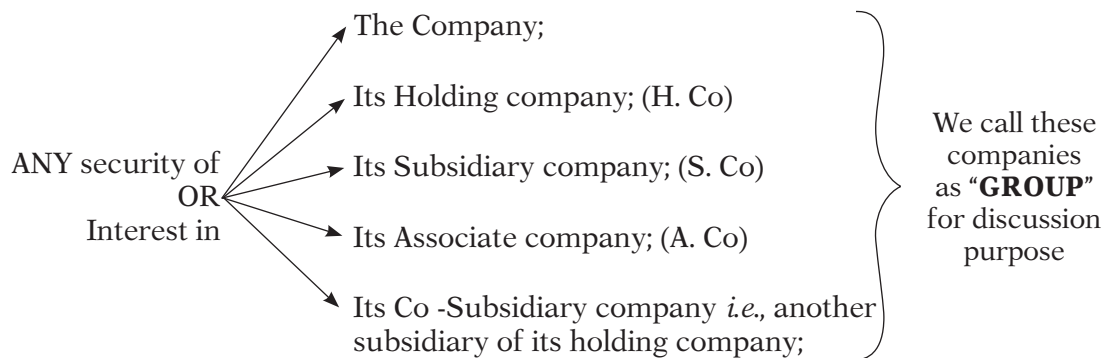 ANY security of
OR
Interest in
The Company;
Its Holding company; (H. Co)
Its Subsidiary company; (S. Co)
Its Associate company; (A. Co)
Its Co -Subsidiary company i.e., another
subsidiary of its holding company;
We call these
companies
as “GROUP”
for discussion
purpose